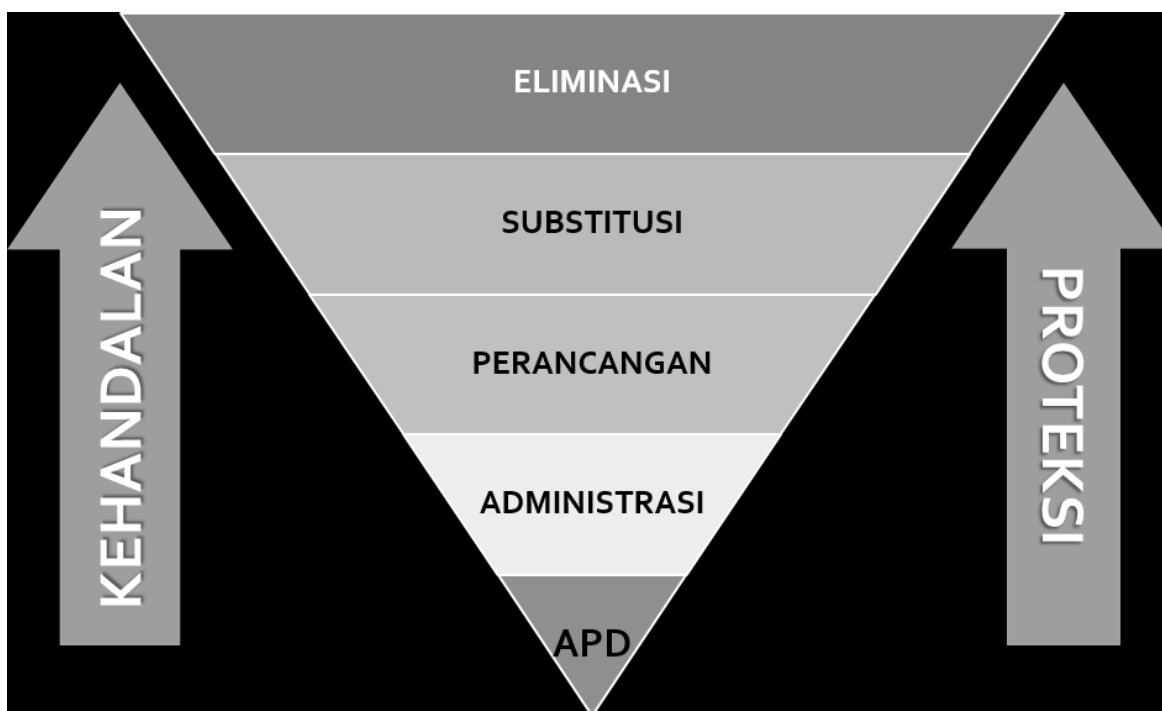 ELIMINASI
SUBSTITUSI
PERANCANGAN
ADMINISTRASI
APD
KEHANDALAN
PROTEKSI